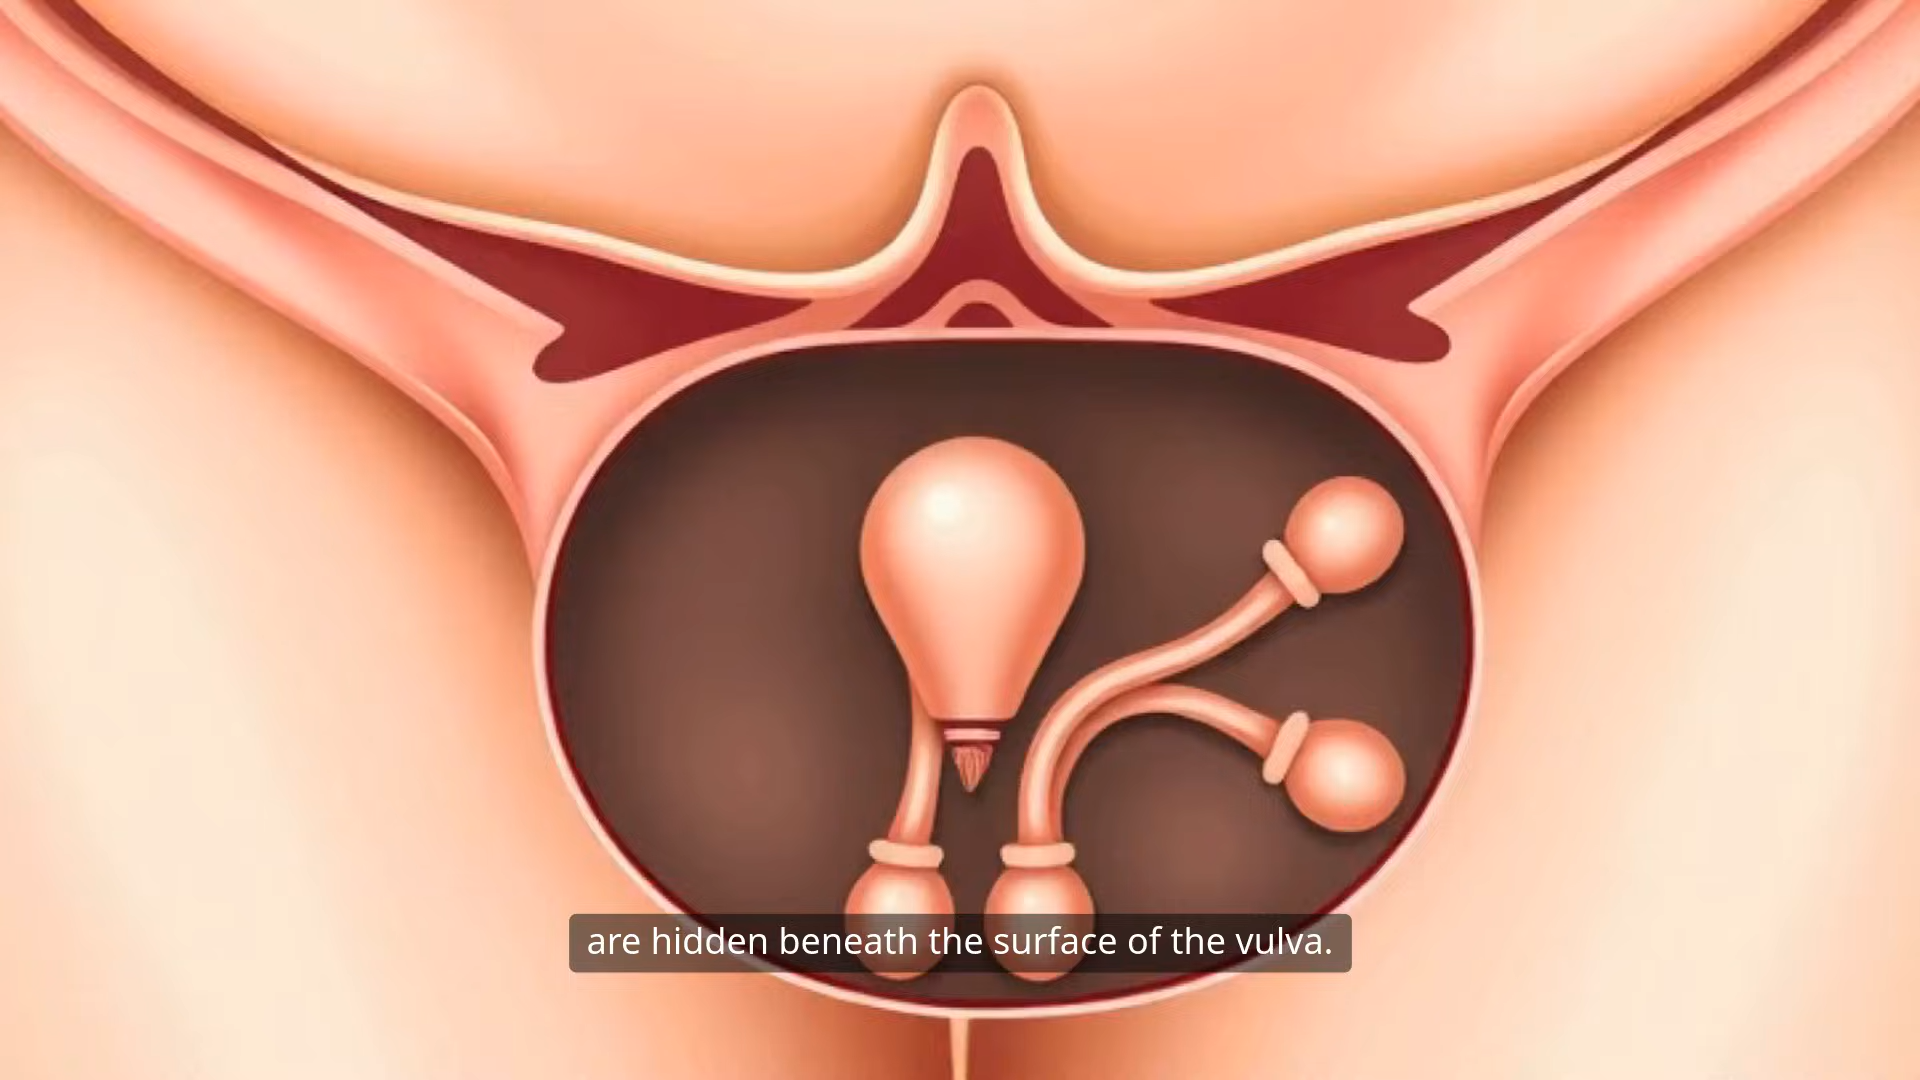 are hidden beneath the surface of the vulva.